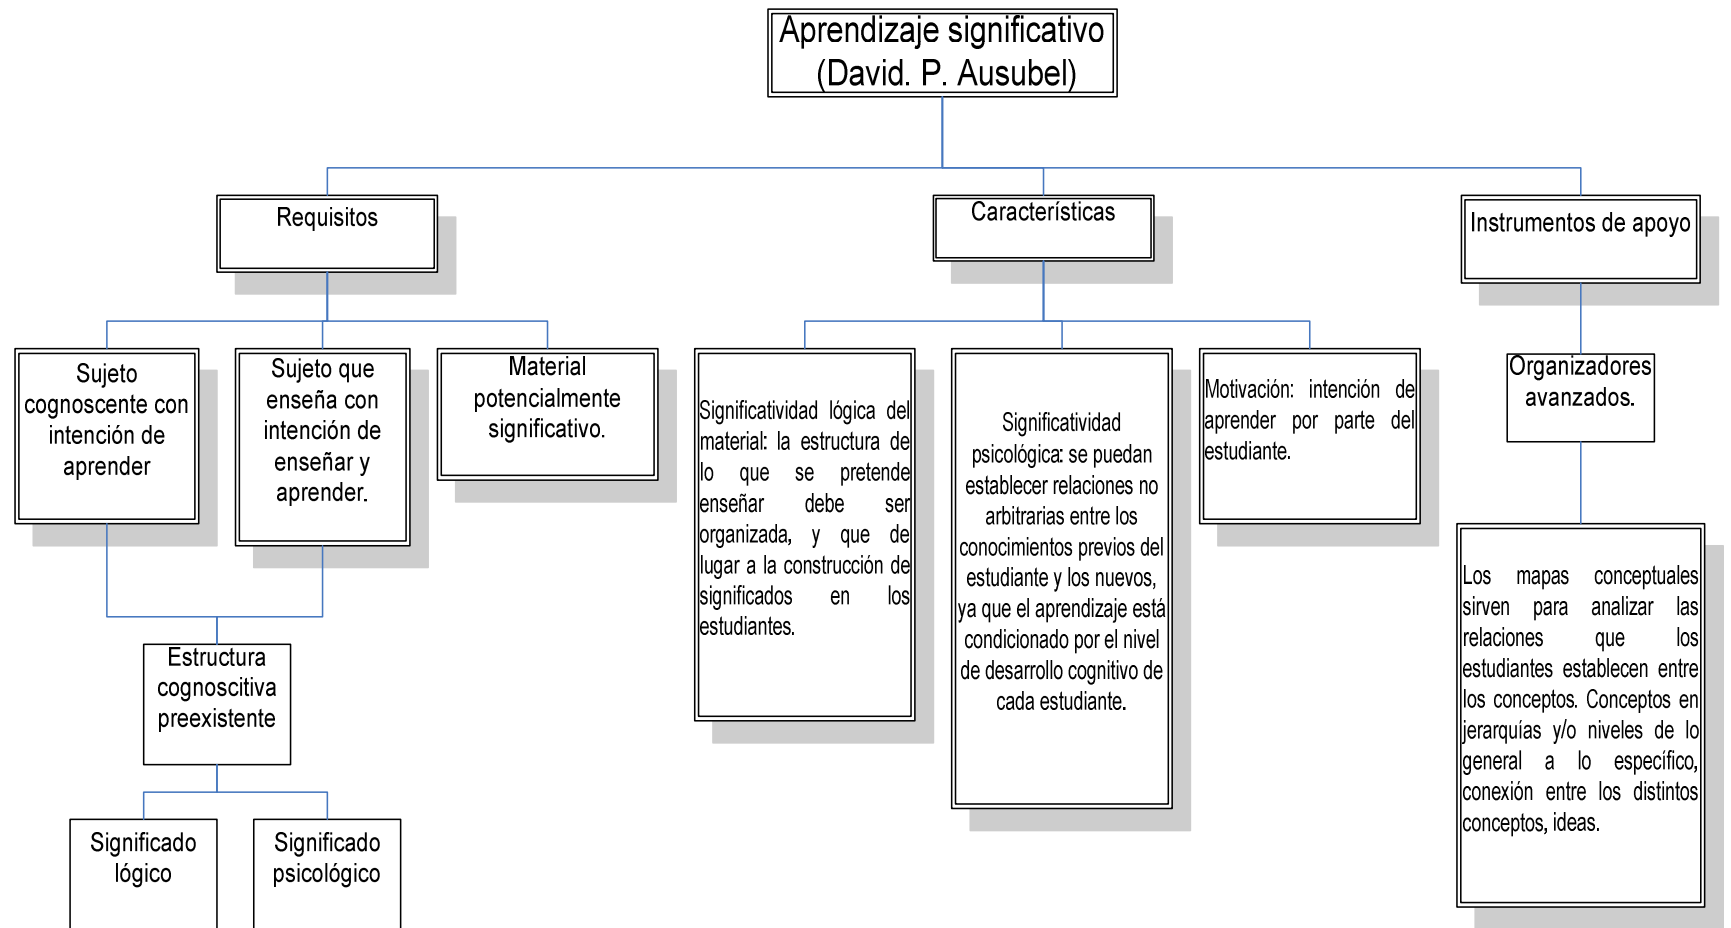 Aprendizaje significativo
(David. P. Ausubel)
Requisitos
Características
Instrumentos de apoyo
Sujeto
cognoscente con
intención de
aprender
Sujeto que
enseña con
intención de
enseñar y
aprender.
Material
potencialmente
significativo.
Significatividad lógica del
material: la estructura de
lo que se pretende
enseñar debe ser
organizada, y que de
lugar a la construcción de
significados en los
estudiantes.
Significatividad
psicológica: se puedan
establecer relaciones no
arbitrarias entre los
conocimientos previos del
estudiante y los nuevos,
ya que el aprendizaje está
condicionado por el nivel
de desarrollo cognitivo de
cada estudiante.
Motivación: intención de
aprender por parte del
estudiante.
Organizadores
avanzados.
Los mapas conceptuales
sirven para analizar las
relaciones que los
estudiantes establecen entre
los conceptos. Conceptos en
jerarquías y/o niveles de lo
general a lo específico,
conexión entre los distintos
conceptos, ideas.
Estructura
cognoscitiva
preexistente
Significado
lógico
Significado
psicológico